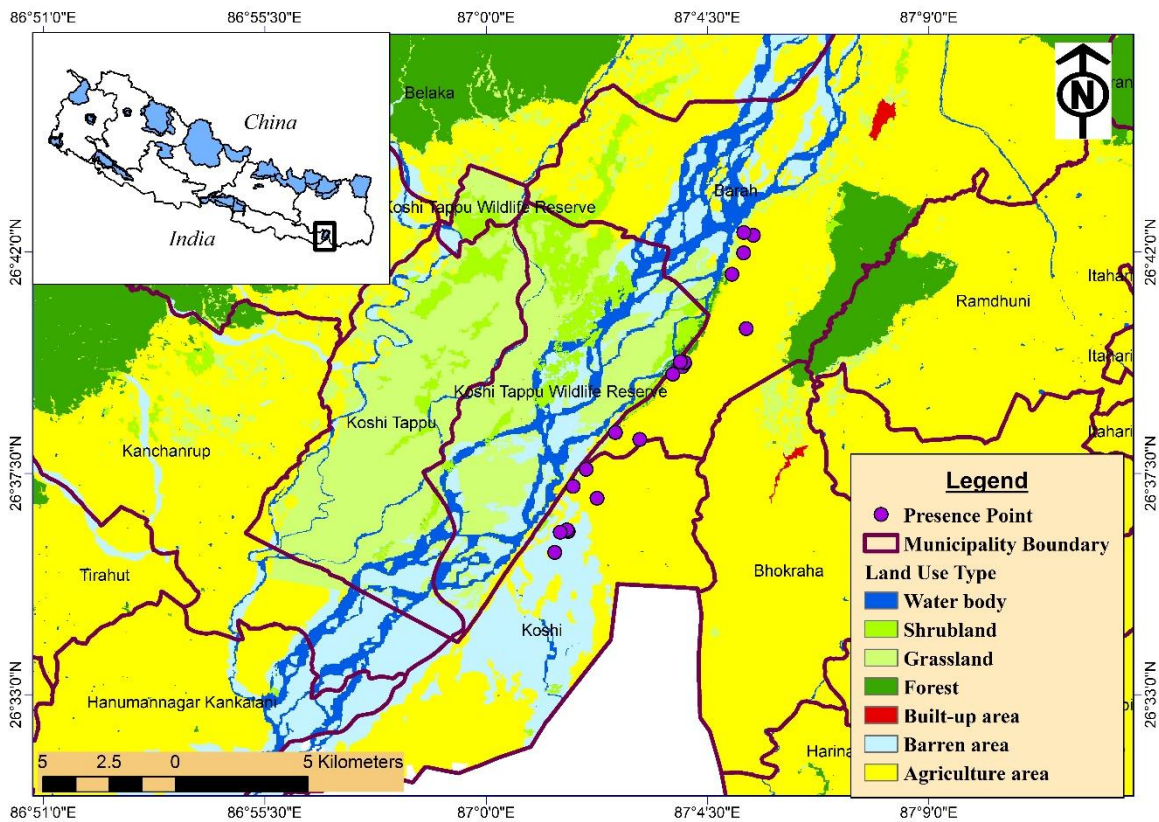 86°51'0"E 86°55'30"E 87°0'0"E 87°4'30"E 87°9'0"E
China
India
N
Belaka
Barah
Koshi Tappu Wildlife Reserve
26°42'0"N 26°42'0"N
Itahari
Ramdhuni
Itahari
Koshi Tappu Wildlife Reserve
Koshi Tappu
Itahari
Kanchanrup
26°37'30"N 26°37'30"N
Tirahut
Bhokraha
Koshi
Hanumannagar Kankalani
26°33'0"N 26°33'0"N
Harina
Legend
Presence Point
Municipality Boundary
Land Use Type
Water body
Shrubland
Grassland
Forest
Built-up area
Barren area
Agriculture area
5 2.5 0 5 Kilometers
86°51'0"E 86°55'30"E 87°0'0"E 87°4'30"E 87°9'0"E